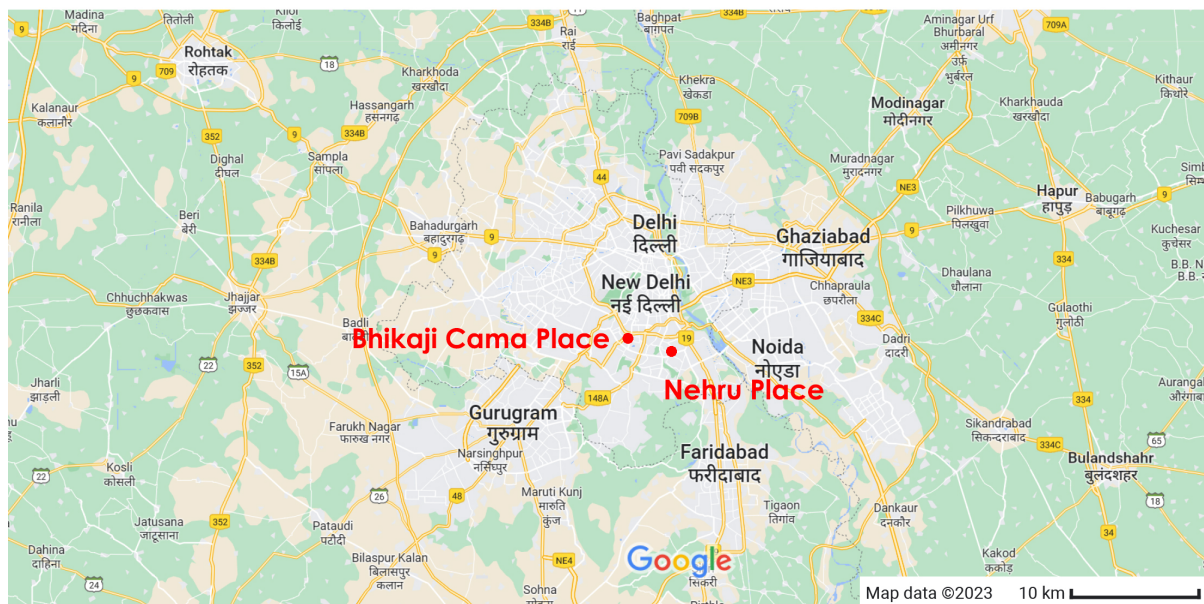 Madina
मदिना
9
तितोली
Kiloi
किलोई
334B
11
Baghpat
बाग़पत
334B
Aminagar Urf
Bhurbaral
अमीनगर
उर्फ़
भुर्बरल
709A
Rohtak
रोहतक
709
9
18
Rai
राई
Kharkhoda
खरखौदा
Khekra
खेकडा
Kithaur
किठौर
Kalanaur
कलानौर
Hassangarh
हसनगढ़
Modinagar
मोदीनगर
Kharkhauda
खरखौदा
709B
352
334B
9
Dighal
दीघल
Sampla
सांपला
Pavi Sadakpur
पवी सदकपुर
Muradnagar
मुरादनगर
44
NE3
Hapur
हापुड़
Babugarh
बाबूगढ़
9
Ranila
रानीला
Beri
बेरी
Bahadurgarh
बहादुरगढ़
9
9
Delhi
दिल्ली
Ghaziabad
गाजियाबाद
Pilkhuwa
पिलखुवा
9
Kuchesar
कुचेसर
334B
334
NE3
New Delhi
नई दिल्ली
Chhapraula
छपरौला
Dhaulana
धौलाना
Chhuchhakwas
छुछकवास
Jhajjar
झज्जर
Gulaothi
गुलोठी
334C
Badli
Bhikaji Cama Place
19
Noida
नोएडा
Dadri
दादरी
352
22
15A
Nehru Place
Jharli
झाड़ली
148A
334
Gurugram
गुरुग्राम
Farukh Nagar
फारुख नगर
Sikandrabad
सिकन्दराबाद
334C
65
Narsinghpur
नरसिंघपुर
Faridabad
फरीदाबाद
Bulandshahr
बुलंदशहर
Kosli
कोसली
22
26
48
18
Maruti Kunj
मारुति
कुंज
Tigaon
तिगांव
Dankaur
दनकौर
Jatusana
जाटूसाना
352
Pataudi
पटौदी
34
Dahina
दाहिना
Bilaspur Kalan
बिलासपुर
कलान
NE4
Google
सिकरी
Kakod
ककोड़
24
Sohna
Map data ©2023
10 km